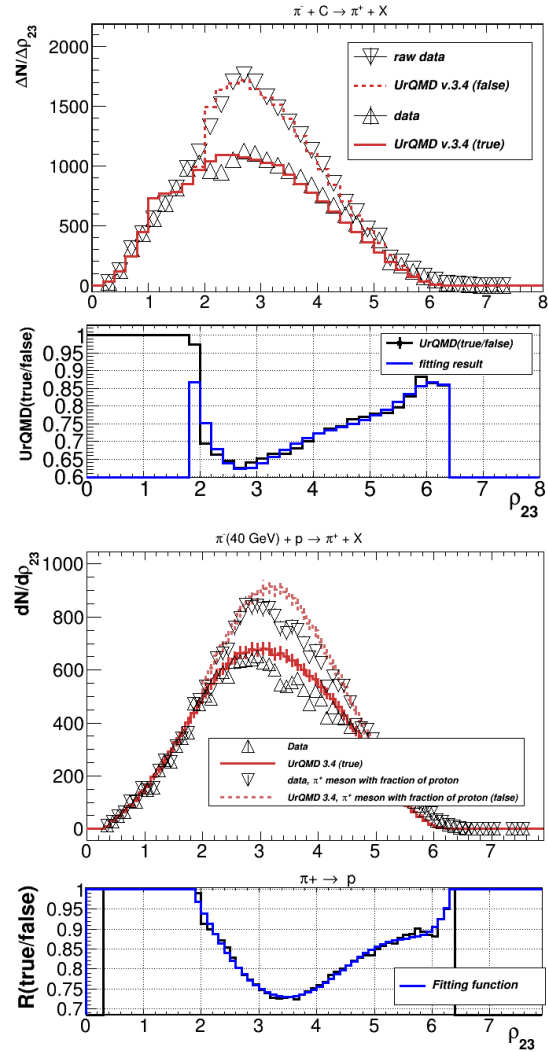 π⁻ + C → π⁺ + X
ΔN/Δρ₂₃
2000
1500
1000
500
0
raw data
UrQMD v.3.4 (false)
data
UrQMD v.3.4 (true)
0 1 2 3 4 5 6 7 8
UrQMD(true/false)
1
0.95
0.9
0.85
0.8
0.75
0.7
0.65
0.6
UrQMD(true/false)
fitting result
0 1 2 3 4 5 6 7 8
ρ₂₃
π⁻(40 GeV) + p → π⁺ + X
dN/dρ₂₃
1000
800
600
400
200
0
Data
UrQMD 3.4 (true)
data, π⁺ meson with fraction of proton
UrQMD 3.4, π⁺ meson with fraction of proton (false)
0 1 2 3 4 5 6 7
π+ → p
R(true/false)
1
0.95
0.9
0.85
0.8
0.75
Fitting function
0 1 2 3 4 5 6 7
ρ₂₃